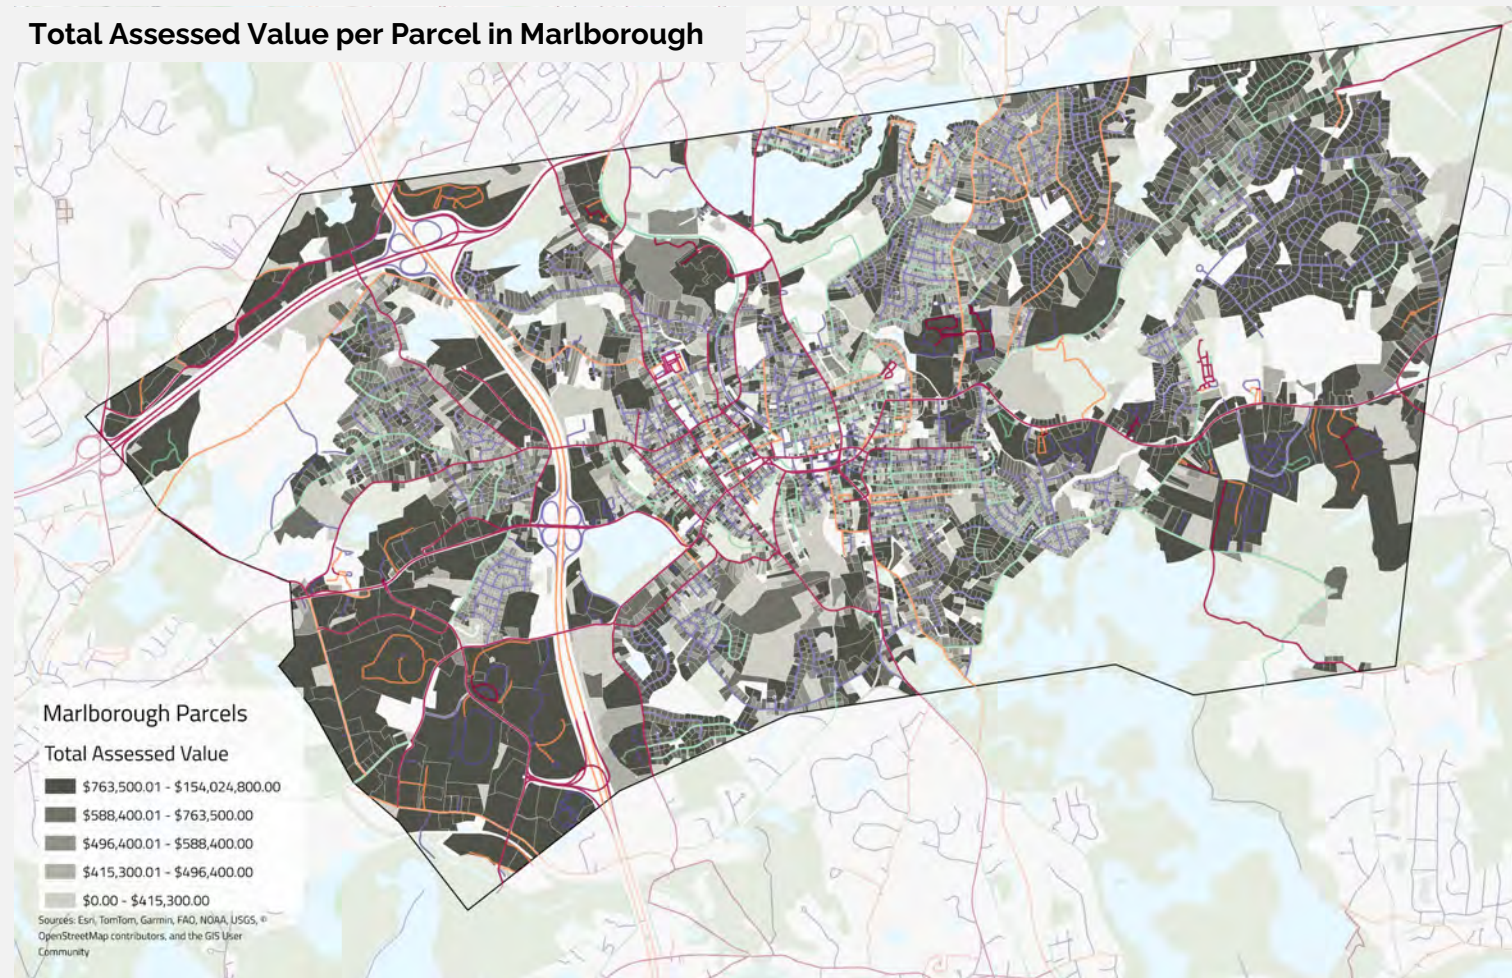 Total Assessed Value per Parcel in Marlborough
Marlborough Parcels
Total Assessed Value
$763,500.01 - $154,024,800.00
$588,400.01 - $763,500.00
$496,400.01 - $588,400.00
$415,300.01 - $496,400.00
$0.00 - $415,300.00
Sources: Esri, TomTom, Garmin, FAO, NOAA, USGS, ©
OpenStreetMap contributors, and the GIS User
Community